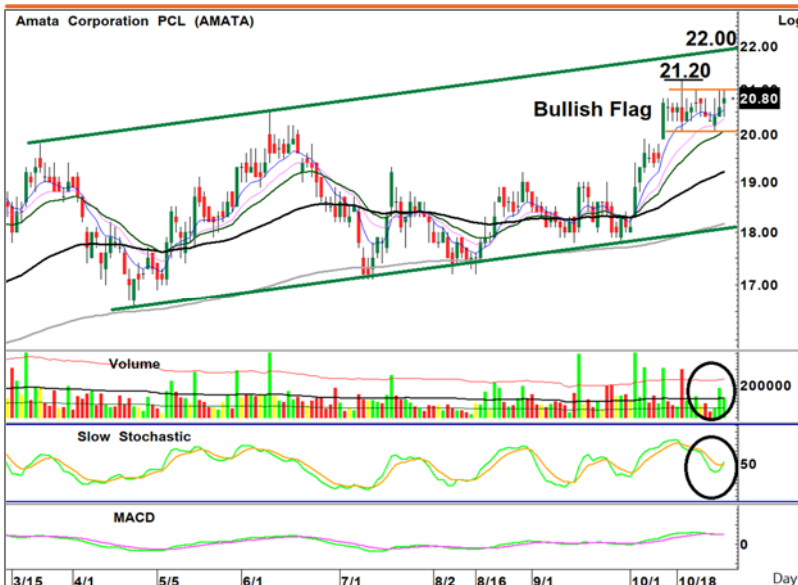 Amata Corporation PCL (AMATA)
Log
22.00
22.00
21.20
20.80
Bullish Flag
20.00
19.00
18.00
17.00
Volume
200000
Slow Stochastic
50
MACD
0
3/15 4/1 5/5 6/1 7/1 8/2 8/16 9/1 10/1 10/18 Day